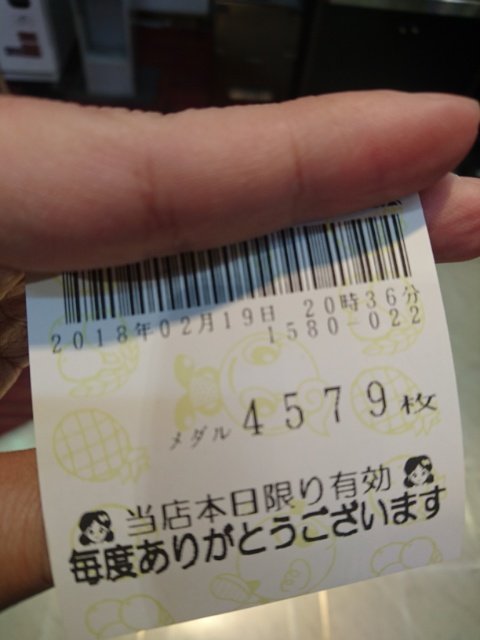 2018年02月19日 20時36分
1580-022
メダル 4579枚
当店本日限り有効
毎度ありがとうございます